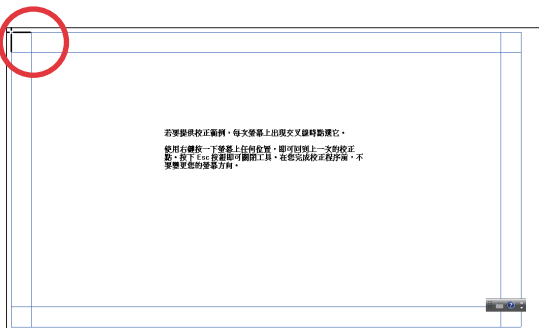 若要提供校正範例，每次螢幕上出現交叉線時點選它。
使用右鍵按一下螢幕上任何位置，即可回到上一次的校正
點。按下 Esc 按鈕即可關閉工具。在您完成校正程序前，不
要變更您的螢幕方向。